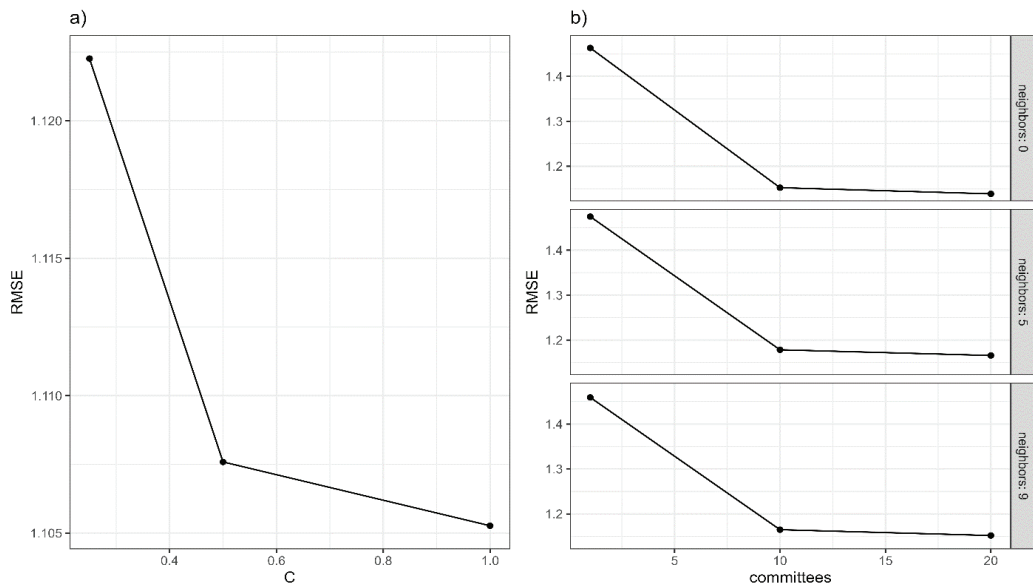 a)
RMSE
1.120
1.115
1.110
1.105
0.4 0.6 0.8 1.0
C
b)
RMSE
1.4
1.3
1.2
neighbors: 0
1.4
1.3
1.2
neighbors: 5
1.4
1.3
1.2
neighbors: 9
5 10 15 20
committees